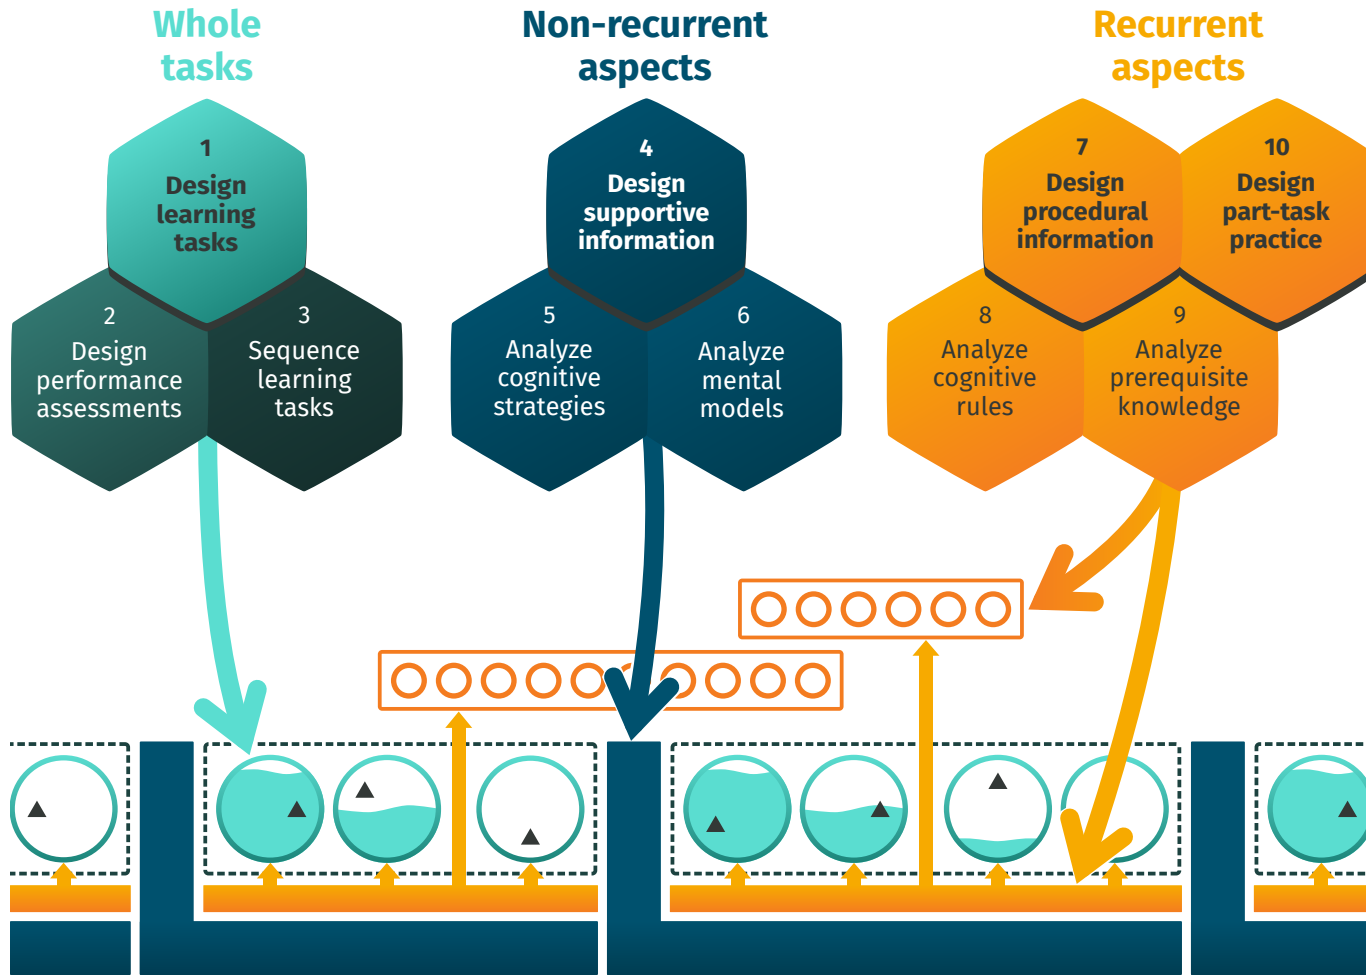 Whole
tasks
Non-recurrent
aspects
Recurrent
aspects
1
Design
learning
tasks
2
Design
performance
assessments
3
Sequence
learning
tasks
4
Design
supportive
information
5
Analyze
cognitive
strategies
6
Analyze
mental
models
7
Design
procedural
information
10
Design
part-task
practice
8
Analyze
cognitive
rules
9
Analyze
prerequisite
knowledge